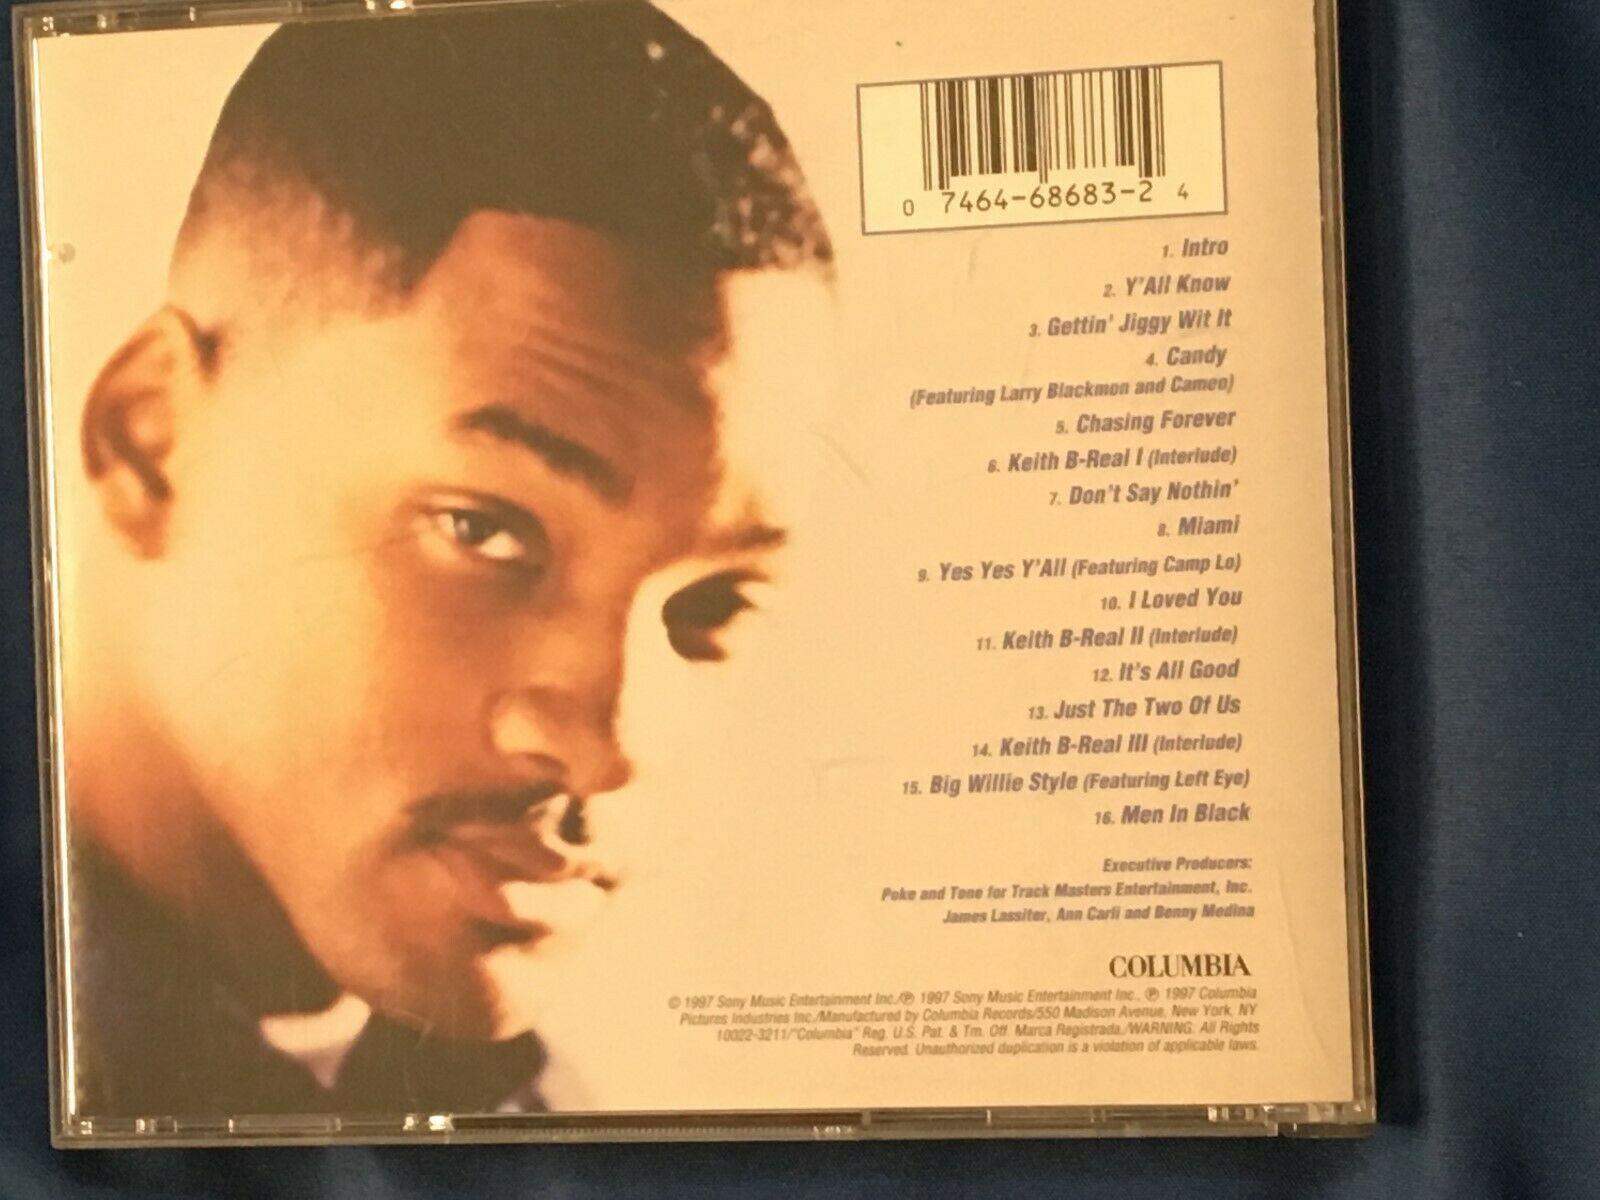 0 74646-8683-2 4
1. Intro
2. Y'All Know
3. Gettin' Jiggy Wit It
4. Candy
(Featuring Larry Blackmon and Cameo)
5. Chasing Forever
6. Keith B-Real I (Interlude)
7. Don't Say Nothin'
8. Miami
9. Yes Yes Y'All (Featuring Camp Lo)
10. I Loved You
11. Keith B-Real II (Interlude)
12. It's All Good
13. Just The Two Of Us
14. Keith B-Real III (Interlude)
15. Big Willie Style (Featuring Left Eye)
16. Men In Black
Executive Producers:
Poke and Tone for Track Masters Entertainment, Inc.
James Lassiter, Ann Carli and Benny Medina
COLUMBIA
© 1997 Sony Music Entertainment Inc./℗ 1997 Sony Music Entertainment Inc., ℗ 1997 Columbia
Pictures Industries Inc./Manufactured by Columbia Records/550 Madison Avenue, New York, NY
10022-3211/"Columbia" Reg. U.S. Pat. & Tm. Off. Marca Registrada./WARNING: All Rights
Reserved. Unauthorized duplication is a violation of applicable laws.